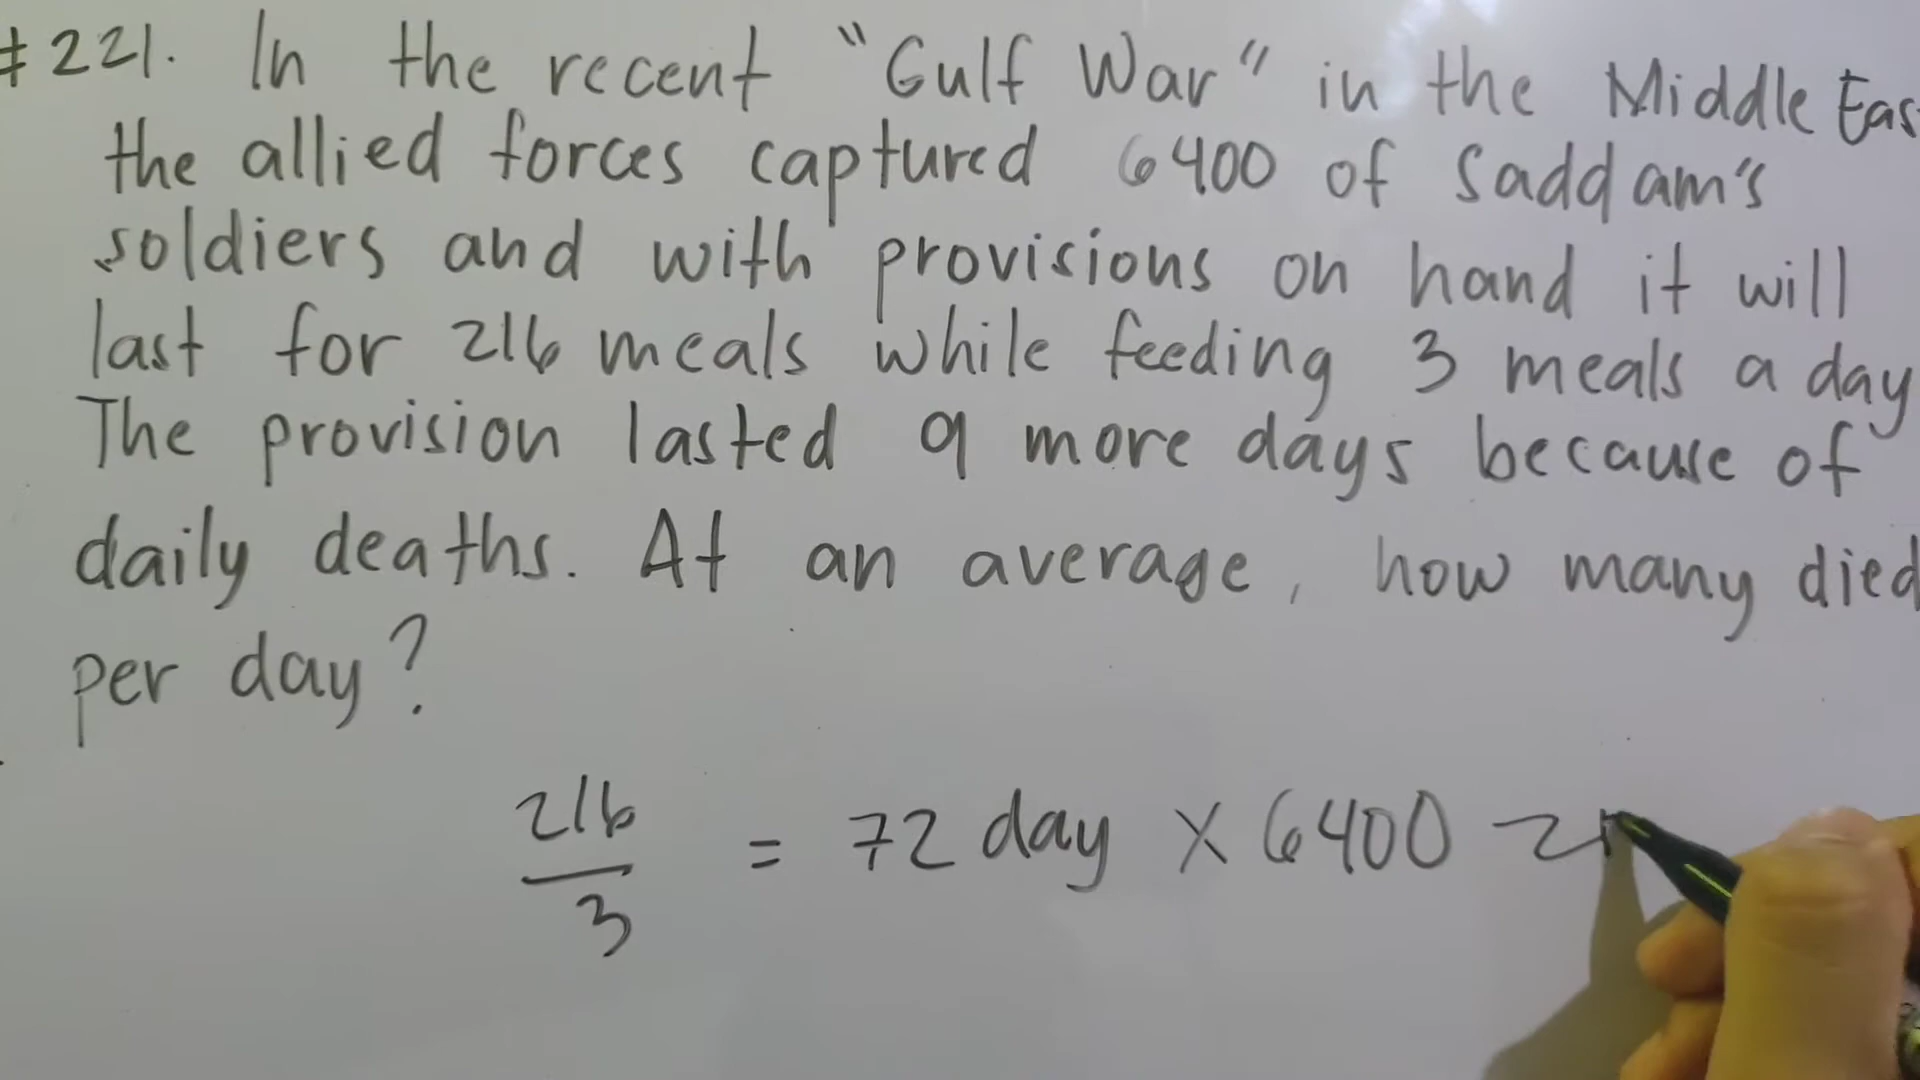 #221. In the recent "Gulf War" in the Middle Eas
the allied forces captured 6400 of Saddam's
soldiers and with provisions on hand it will
last for 216 meals while feeding 3 meals a day
The provision lasted 9 more days because of
daily deaths. At an average, how many died
per day?
216
3
= 72 day × 6400